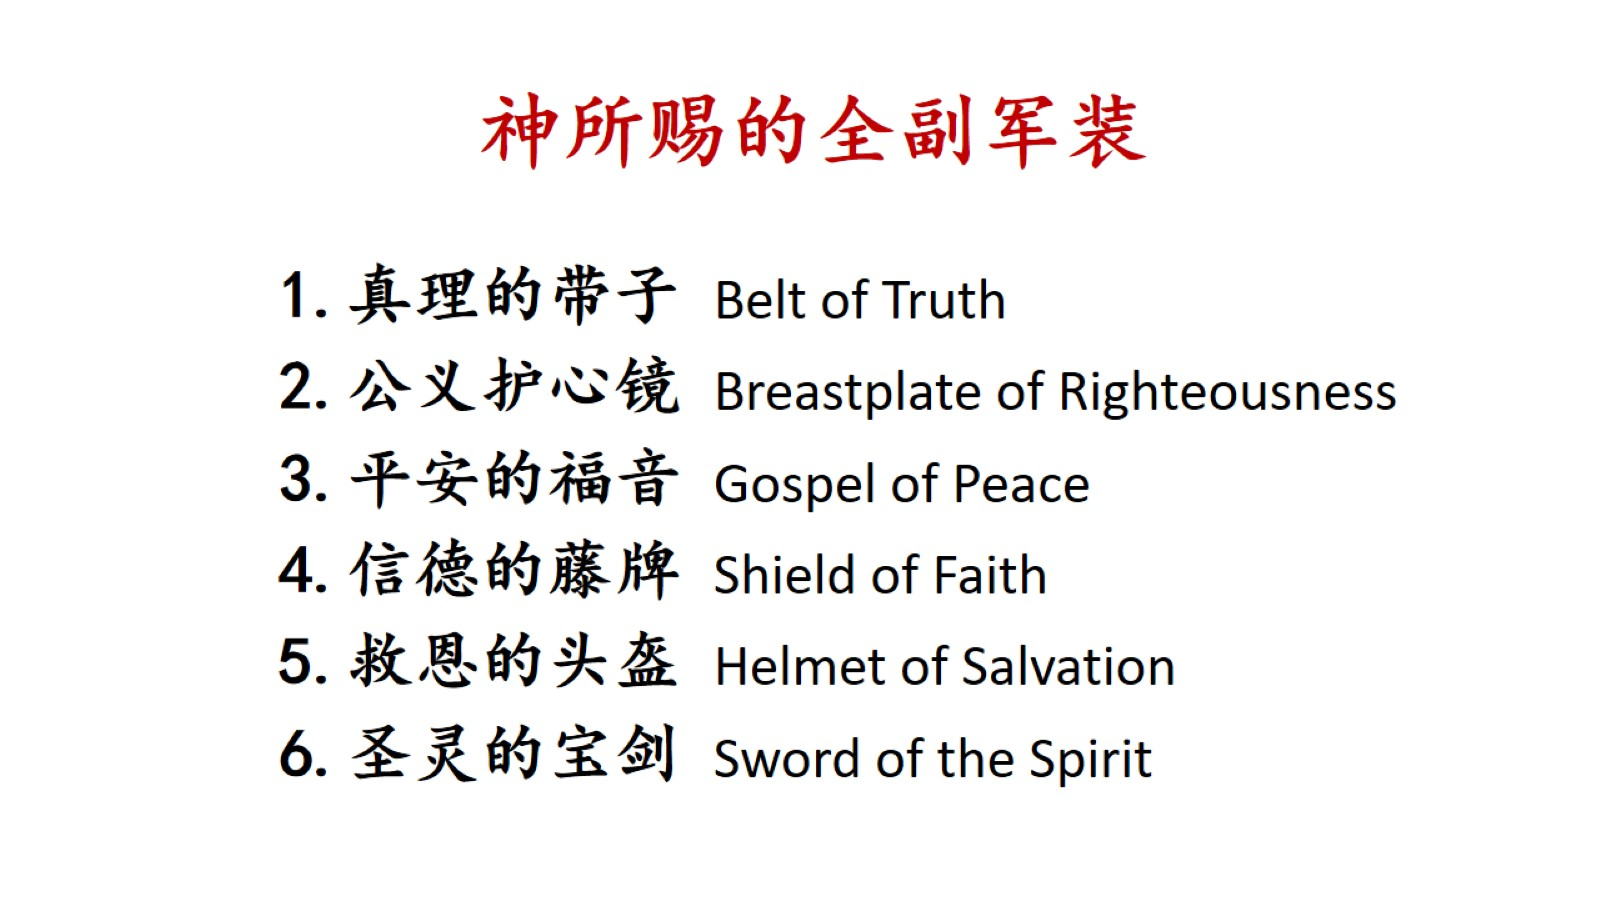 神所赐的全副军装
1. 真理的带子 Belt of Truth
2. 公义护心镜 Breastplate of Righteousness
3. 平安的福音 Gospel of Peace
4. 信德的藤牌 Shield of Faith
5. 救恩的头盔 Helmet of Salvation
6. 圣灵的宝剑 Sword of the Spirit